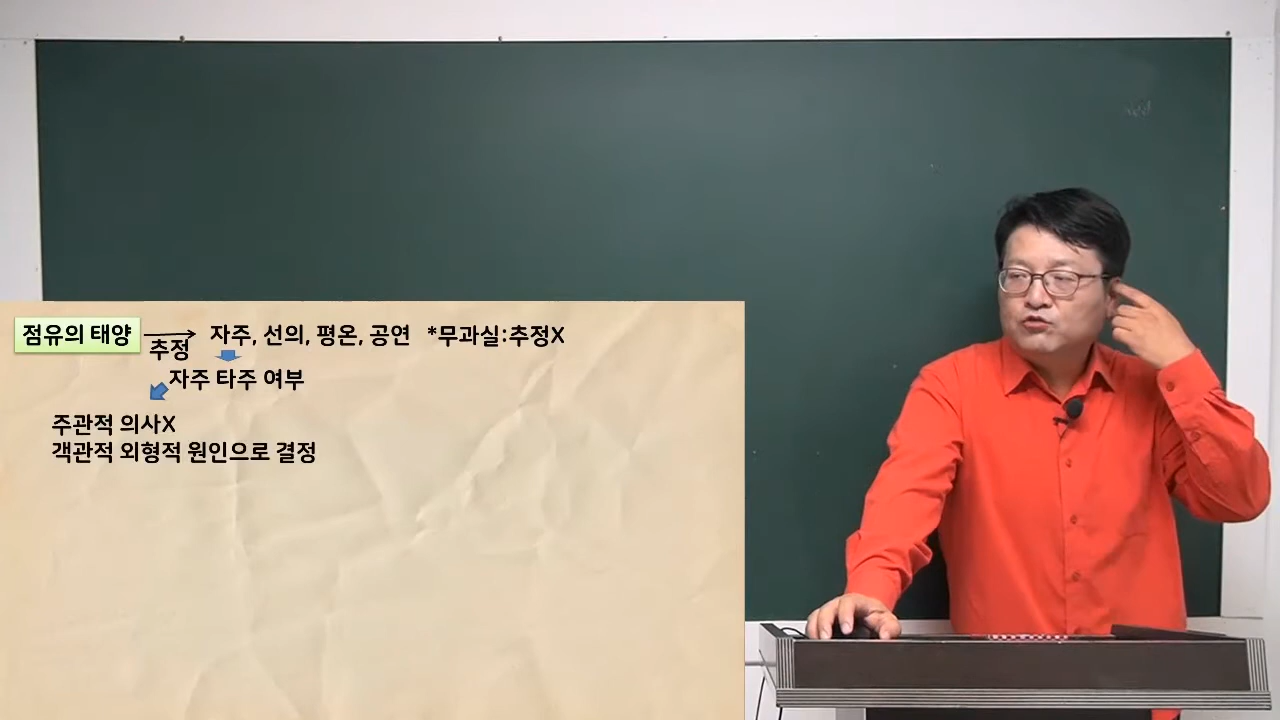 점유의 태양 추정 자주, 선의, 평온, 공연 *무과실:추정X
자주 타주 여부
주관적 의사X
객관적 외형적 원인으로 결정